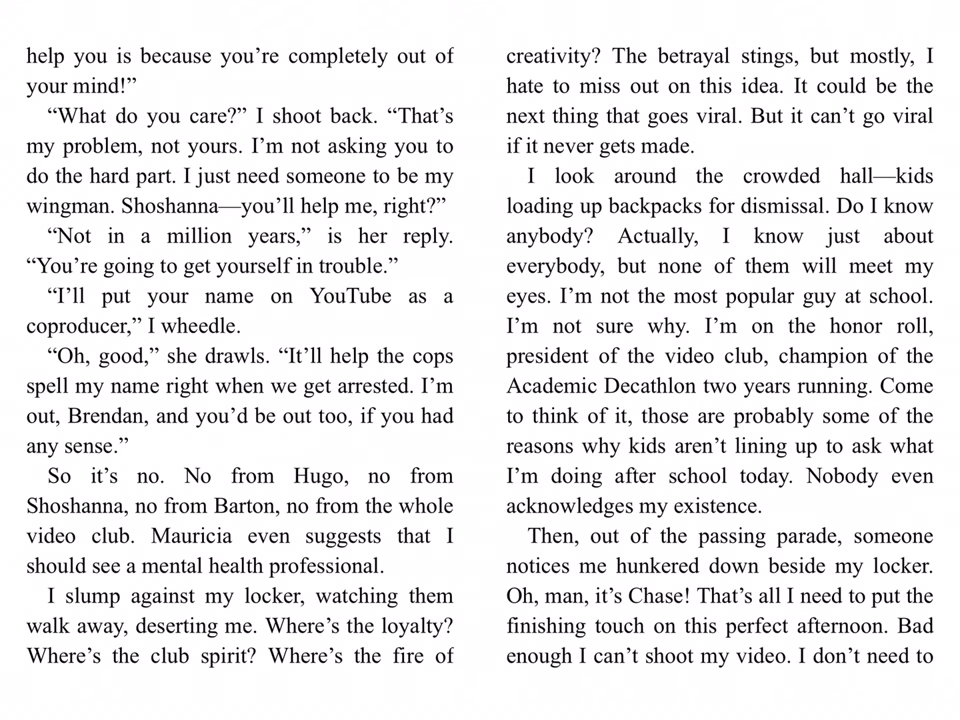 help you is because you’re completely out of
your mind!”
“What do you care?” I shoot back. “That’s
my problem, not yours. I’m not asking you to
do the hard part. I just need someone to be my
wingman. Shoshanna—you’ll help me, right?”
“Not in a million years,” is her reply.
“You’re going to get yourself in trouble.”
“I’ll put your name on YouTube as a
coproducer,” I wheedle.
“Oh, good,” she drawls. “It’ll help the cops
spell my name right when we get arrested. I’m
out, Brendan, and you’d be out too, if you had
any sense.”
So it’s no. No from Hugo, no from
Shoshanna, no from Barton, no from the whole
video club. Mauricia even suggests that I
should see a mental health professional.
I slump against my locker, watching them
walk away, deserting me. Where’s the loyalty?
Where’s the club spirit? Where’s the fire of
creativity? The betrayal stings, but mostly, I
hate to miss out on this idea. It could be the
next thing that goes viral. But it can’t go viral
if it never gets made.
I look around the crowded hall—kids
loading up backpacks for dismissal. Do I know
anybody? Actually, I know just about
everybody, but none of them will meet my
eyes. I’m not the most popular guy at school.
I’m not sure why. I’m on the honor roll,
president of the video club, champion of the
Academic Decathlon two years running. Come
to think of it, those are probably some of the
reasons why kids aren’t lining up to ask what
I’m doing after school today. Nobody even
acknowledges my existence.
Then, out of the passing parade, someone
notices me hunkered down beside my locker.
Oh, man, it’s Chase! That’s all I need to put the
finishing touch on this perfect afternoon. Bad
enough I can’t shoot my video. I don’t need to